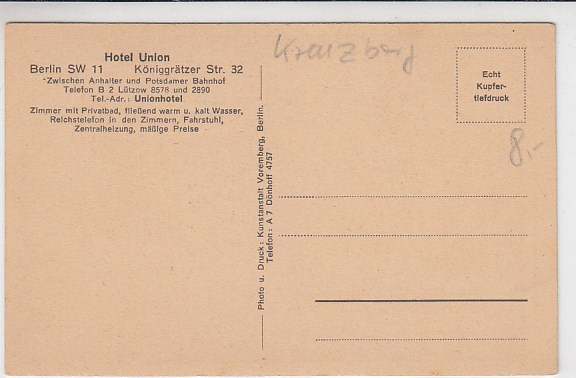 Hotel Union
Berlin SW 11 Königgrätzer Str. 32
Zwischen Anhalter und Potsdamer Bahnhof
Telefon B 2 Lützow 8578 und 2890
Tel.-Adr.: Unionhotel
Zimmer mit Privatbad, fließend warm u. kalt Wasser,
Reichstelefon in den Zimmern, Fahrstuhl,
Zentralheizung, mäßige Preise
Photo u. Druck: Kunstanstalt Voremberg, Berlin.
Telefon: A 7 Dönhoff 4757
Kreuzberg
Echt
Kupfer-
tiefdruck
8.-